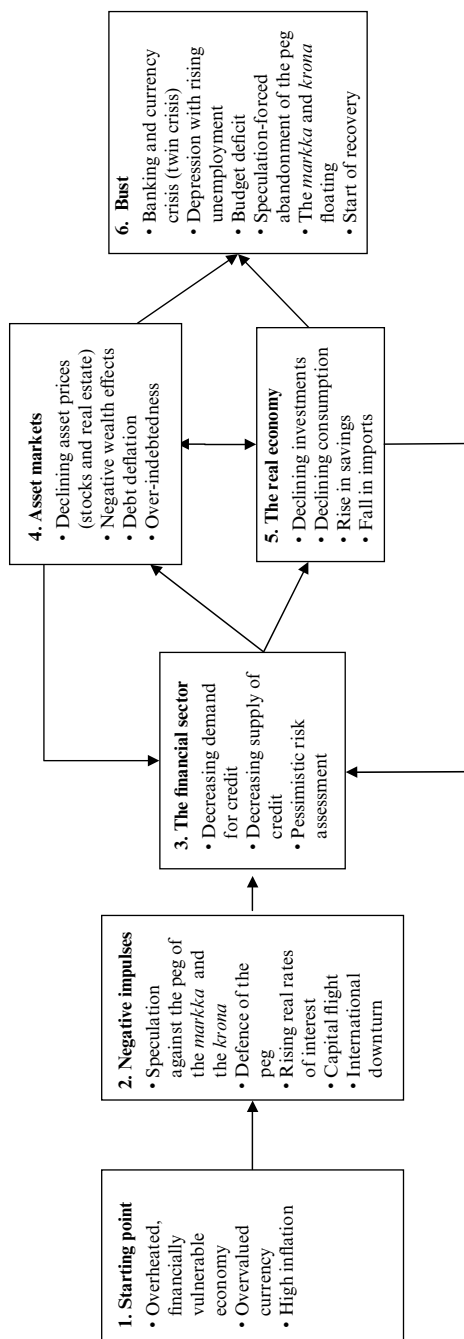 1. Starting point
• Overheated,
financially
vulnerable
economy
• Overvalued
currency
• High inflation
2. Negative impulses
• Speculation
against the peg of
the markka and
the krona
• Defence of the
peg
• Rising real rates
of interest
• Capital flight
• International
downturn
3. The financial sector
• Decreasing demand
for credit
• Decreasing supply of
credit
• Pessimistic risk
assessment
4. Asset markets
• Declining asset prices
(stocks and real estate)
• Negative wealth effects
• Debt deflation
• Over-indebtedness
5. The real economy
• Declining investments
• Declining consumption
• Rise in savings
• Fall in imports
6. Bust
• Banking and currency
crisis (twin crisis)
• Depression with rising
unemployment
• Budget deficit
• Speculation-forced
abandonment of the peg
• The markka and krona
floating
• Start of recovery